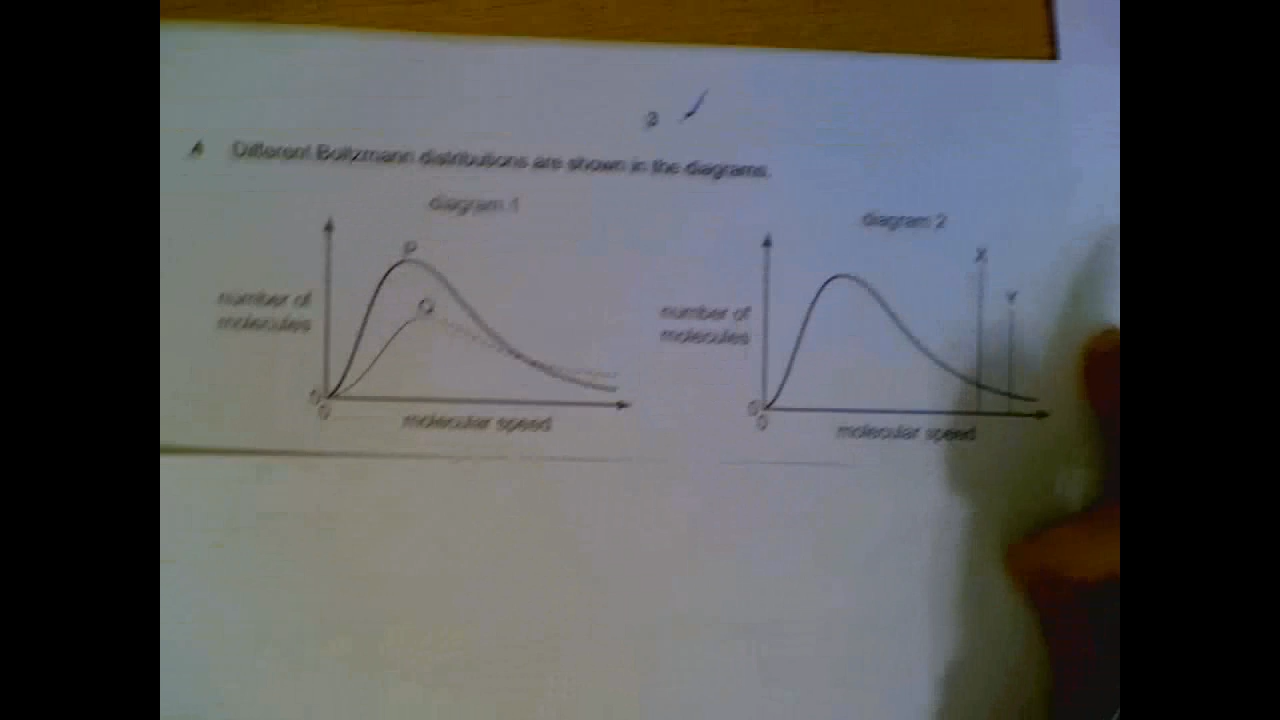 3
4 Different Boltzmann distributions are shown in the diagrams.
diagram 1
P
Q
number of
molecules
0
0
molecular speed
diagram 2
X
Y
number of
molecules
0
0
molecular speed